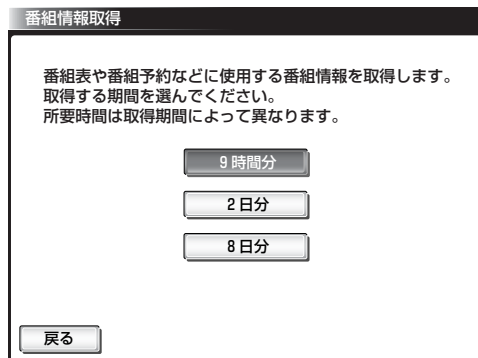 番組情報取得
番組表や番組予約などに使用する番組情報を取得します。
取得する期間を選んでください。
所要時間は取得期間によって異なります。
9時間分
2日分
8日分
戻る